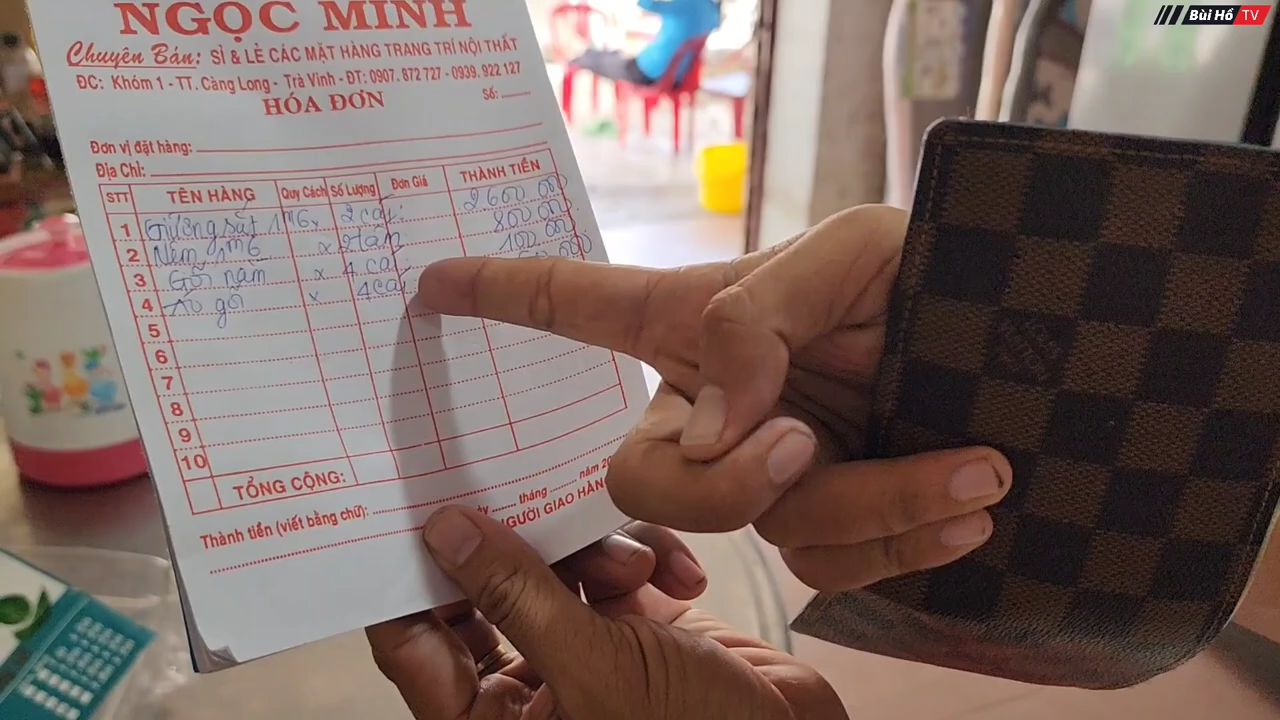 Bùi Hồ TV
NGỌC MINH
Chuyên Bán: SỈ & LẺ CÁC MẶT HÀNG TRANG TRÍ NỘI THẤT
ĐC: Khóm 1 - TT. Càng Long - Trà Vinh - ĐT: 0907. 872 727 - 0939. 922 127
HÓA ĐƠN
Số:
Đơn vị đặt hàng:
Địa Chỉ:
STT TÊN HÀNG Quy Cách Số Lượng Đơn Giá THÀNH TIỀN
1 Giường sắt 1m6 x 2 cái: 2600 000
2 Nệm 1m6 x 2 tấm 800 000
3 Gối nằm x 4 cái 100 000
4 Áo gối x 4 cái:
5
6
7
8
9
10
TỔNG CỘNG:
Thành tiền (viết bằng chữ):
tháng năm 20
NGƯỜI GIAO HÀNG